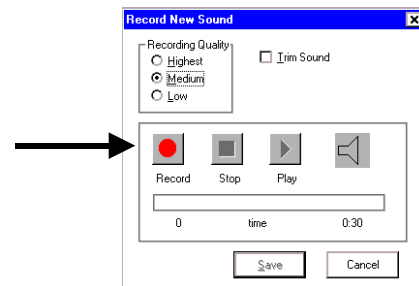 Record New Sound
Recording Quality
Highest
Trim Sound
Medium
Low
Record Stop Play
0 time 0:30
Save Cancel